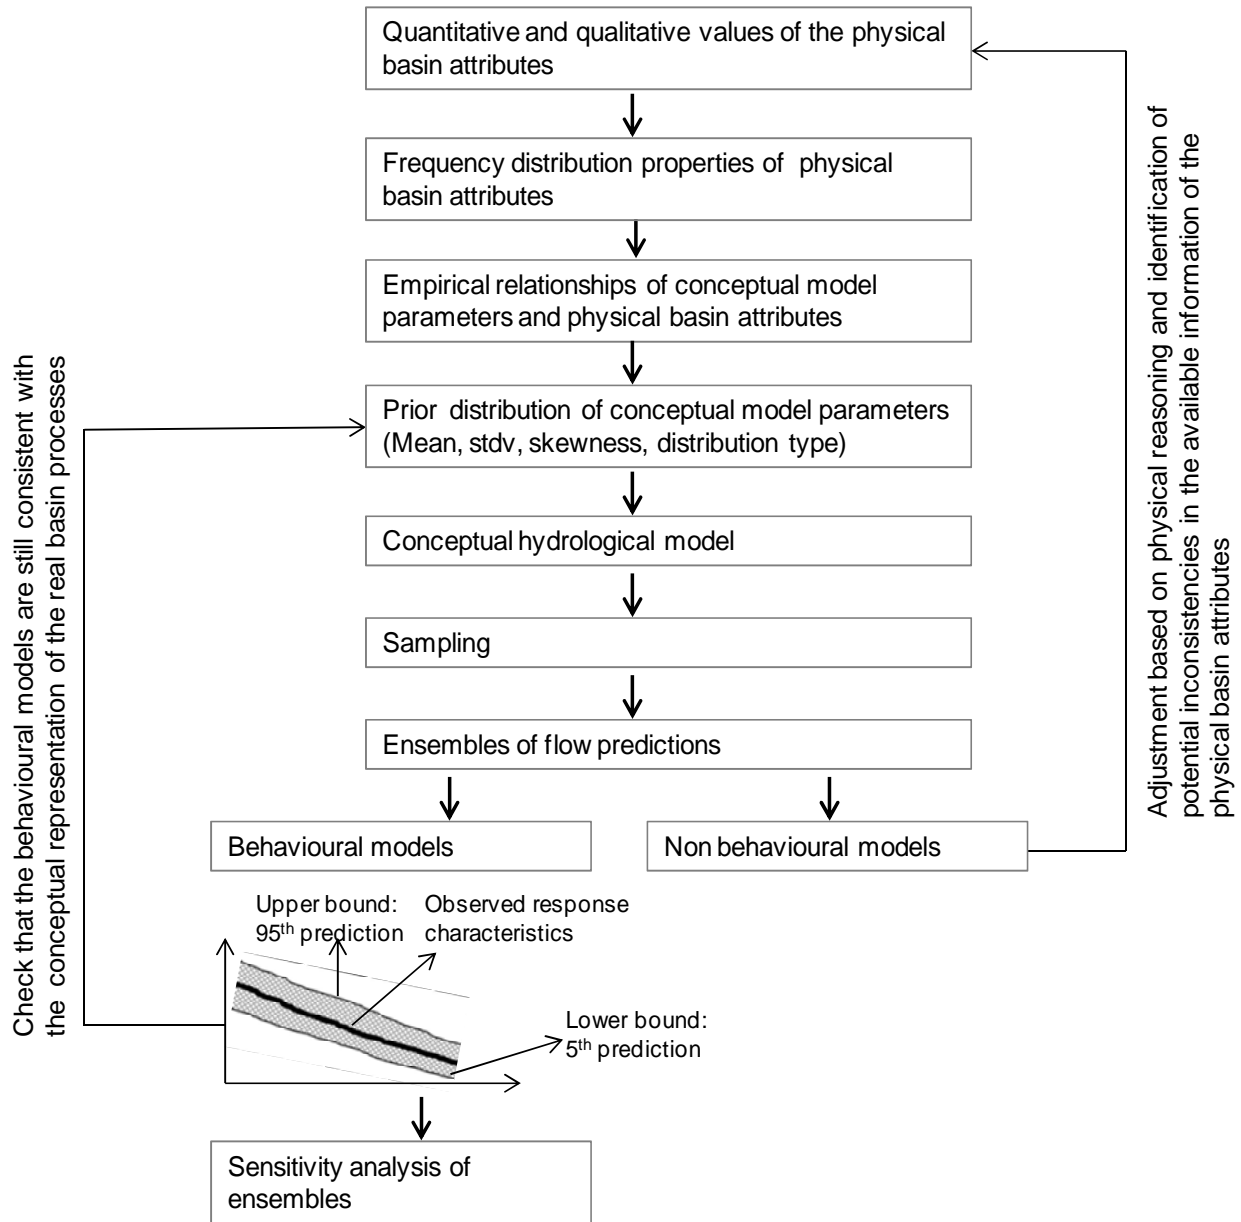 Quantitative and qualitative values of the physical
basin attributes
Frequency distribution properties of physical
basin attributes
Empirical relationships of conceptual model
parameters and physical basin attributes
Prior distribution of conceptual model parameters
(Mean, stdv, skewness, distribution type)
Conceptual hydrological model
Sampling
Ensembles of flow predictions
Behavioural models
Non behavioural models
Upper bound:
95th prediction
Observed response
characteristics
Lower bound:
5th prediction
Sensitivity analysis of
ensembles
Check that the behavioural models are still consistent with
the conceptual representation of the real basin processes
Adjustment based on physical reasoning and identification of
potential inconsistencies in the available information of the
physical basin attributes